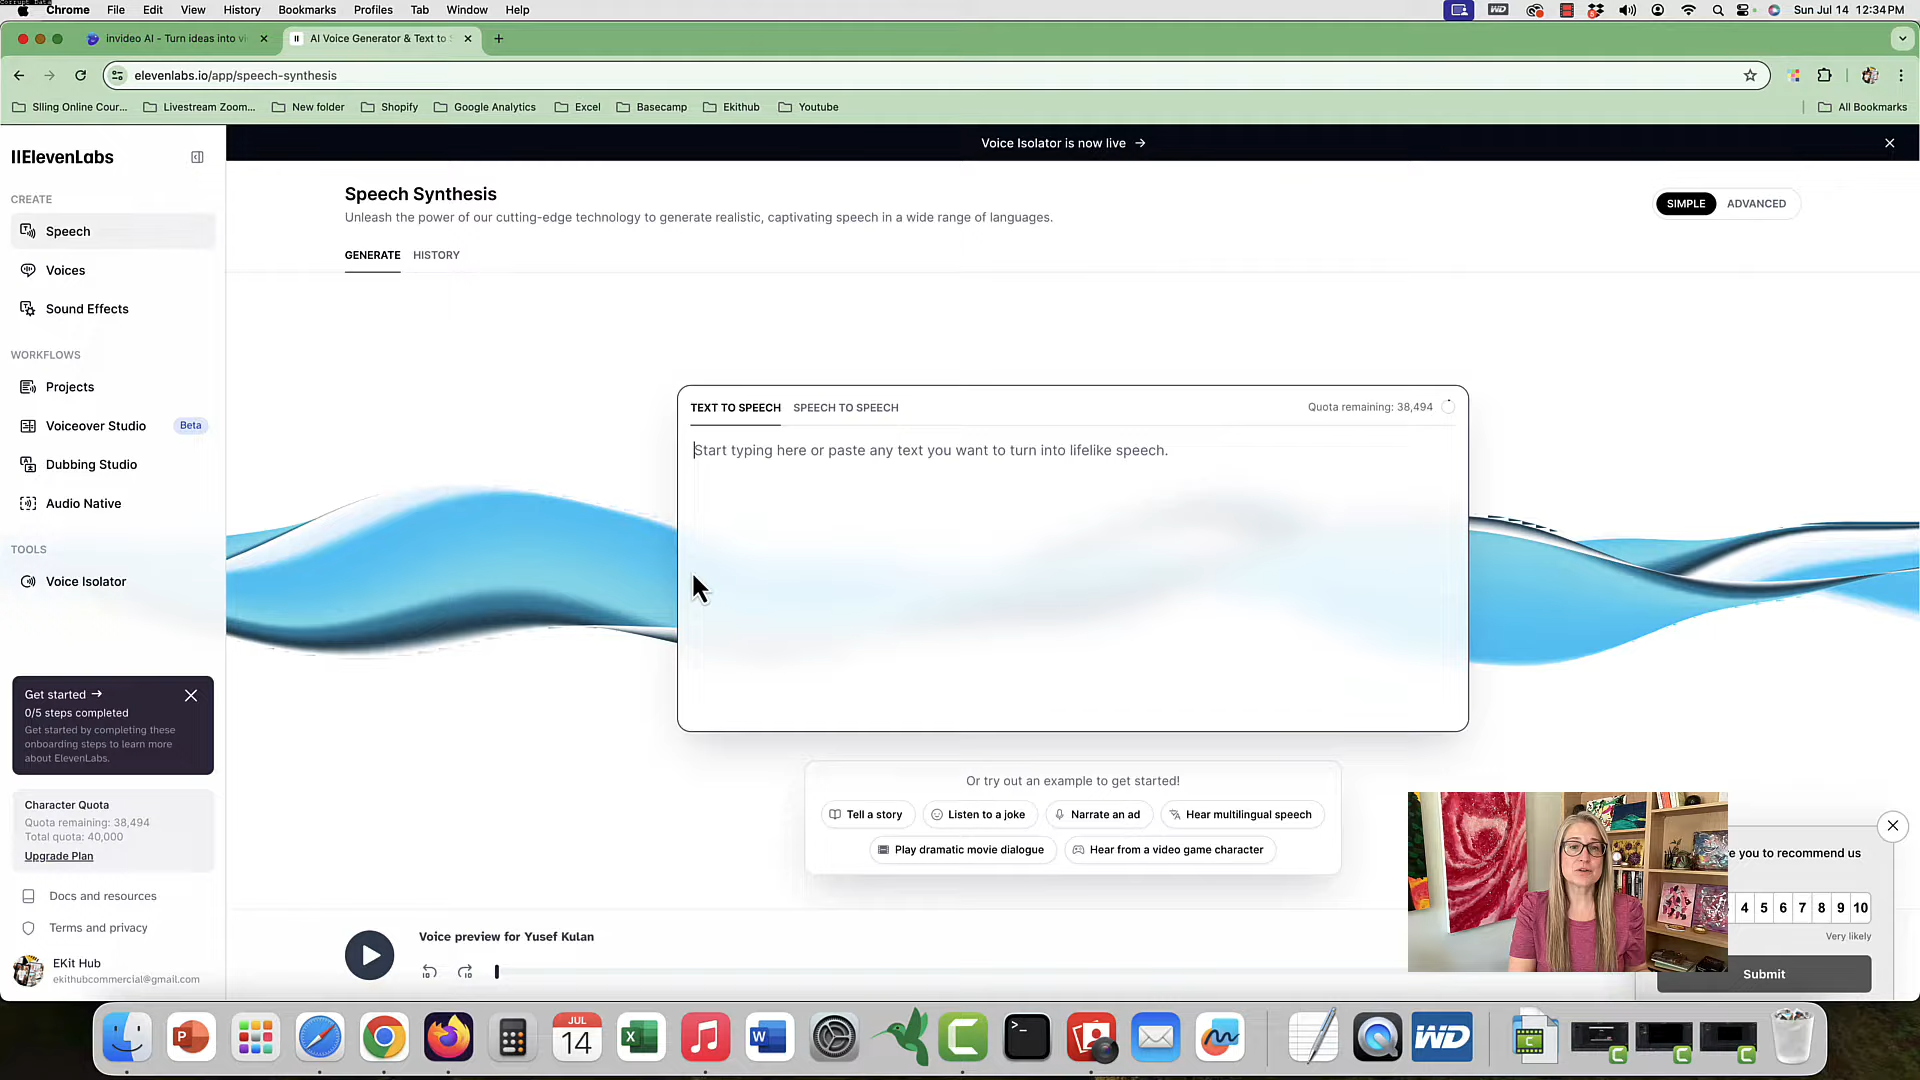 Chrome File Edit View History Bookmarks Profiles Tab Window Help
Sun Jul 14 12:34 PM
invideo AI - Turn ideas into vi
AI Voice Generator & Text to S
elevenlabs.io/app/speech-synthesis
Slling Online Cour...
Livestream Zoom...
New folder
Shopify
Google Analytics
Excel
Basecamp
Ekithub
Youtube
All Bookmarks
IIElevenLabs
Voice Isolator is now live →
CREATE
Speech
Voices
Sound Effects
WORKFLOWS
Projects
Voiceover Studio Beta
Dubbing Studio
Audio Native
TOOLS
Voice Isolator
Get started →
0/5 steps completed
Get started by completing these
onboarding steps to learn more
about ElevenLabs.
Character Quota
Quota remaining: 38,494
Total quota: 40,000
Upgrade Plan
Docs and resources
Terms and privacy
EKit Hub
ekithubcommercial@gmail.com
Speech Synthesis
Unleash the power of our cutting-edge technology to generate realistic, captivating speech in a wide range of languages.
SIMPLE ADVANCED
GENERATE HISTORY
TEXT TO SPEECH SPEECH TO SPEECH Quota remaining: 38,494
Start typing here or paste any text you want to turn into lifelike speech.
Or try out an example to get started!
Tell a story
Listen to a joke
Narrate an ad
Hear multilingual speech
Play dramatic movie dialogue
Hear from a video game character
Voice preview for Yusef Kulan
e you to recommend us
4 5 6 7 8 9 10
Very likely
Submit
JUL
14
WD